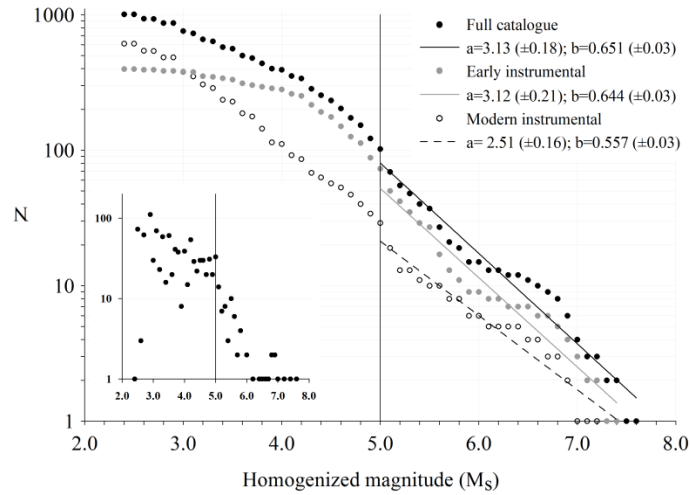 1000
100
10
1
N
Full catalogue
a=3.13 (±0.18); b=0.651 (±0.03)
Early instrumental
a=3.12 (±0.21); b=0.644 (±0.03)
Modern instrumental
a= 2.51 (±0.16); b=0.557 (±0.03)
100
10
1
2.0 3.0 4.0 5.0 6.0 7.0 8.0
2.0 3.0 4.0 5.0 6.0 7.0 8.0
Homogenized magnitude (MS)